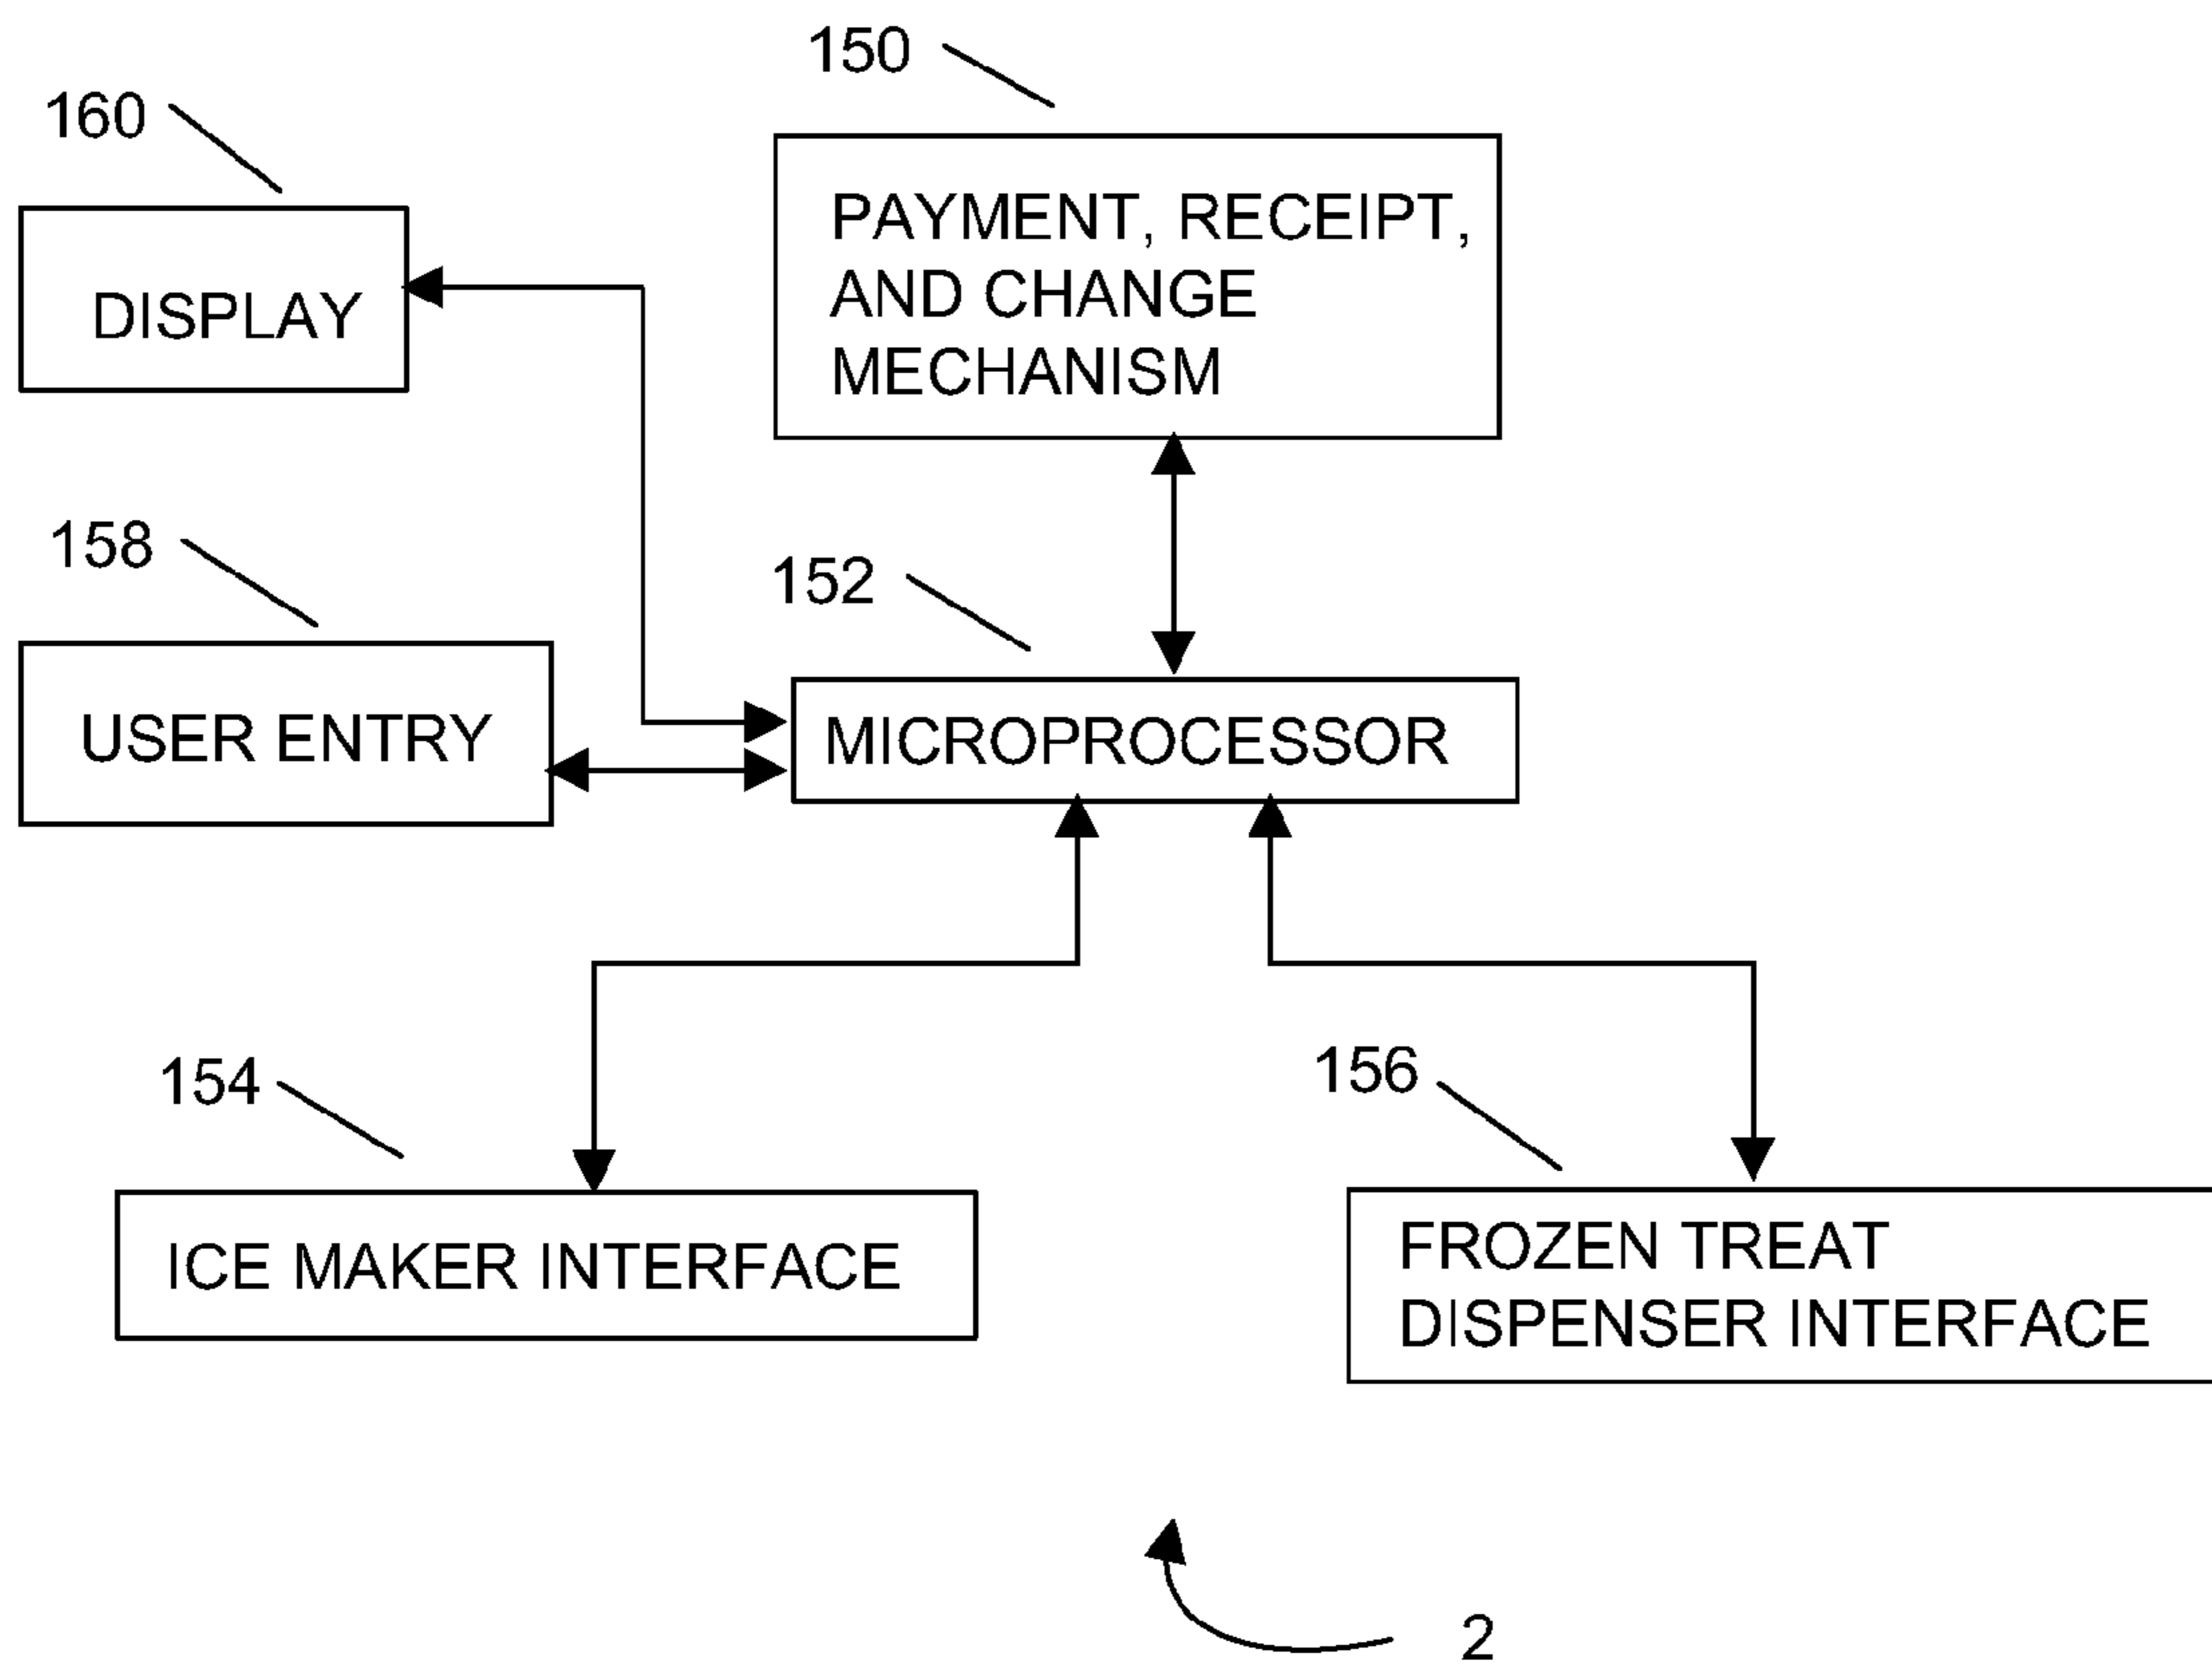 150
160
PAYMENT, RECEIPT,
AND CHANGE
MECHANISM
DISPLAY
158
152
USER ENTRY
MICROPROCESSOR
154
156
ICE MAKER INTERFACE
FROZEN TREAT
DISPENSER INTERFACE
2